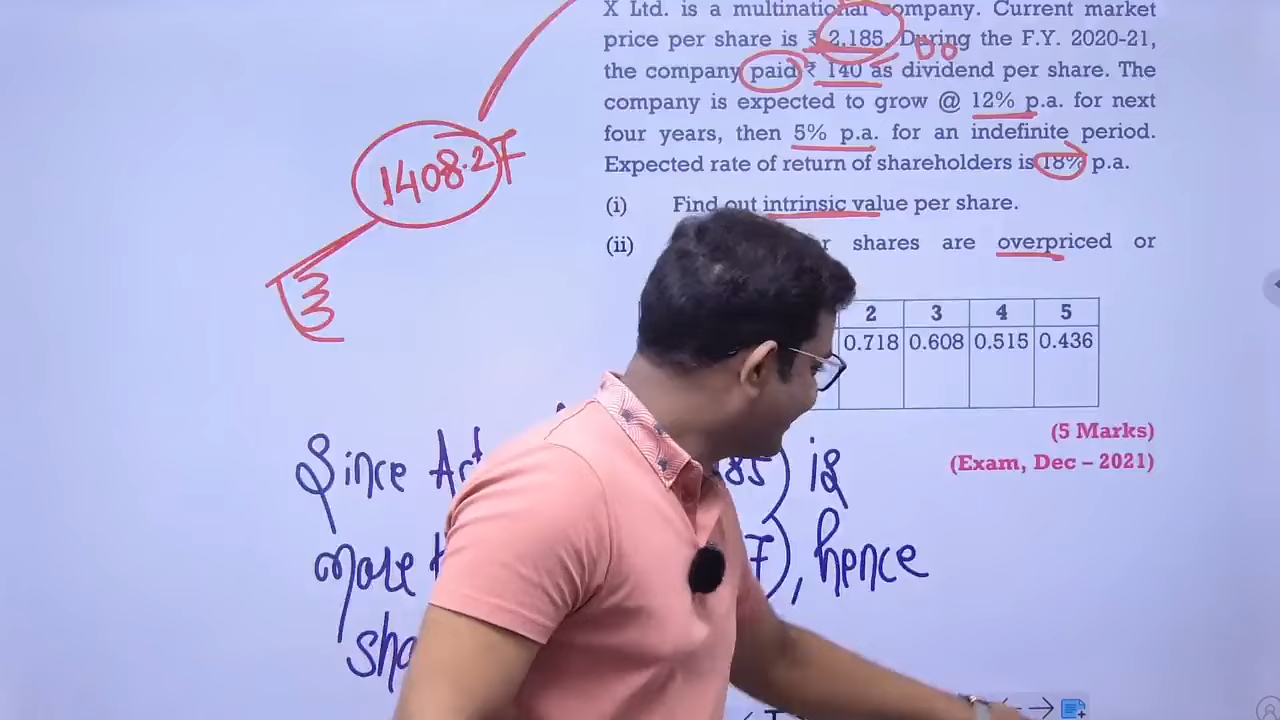 X Ltd. is a multinational company. Current market
price per share is ₹ 2,185. During the F.Y. 2020-21,
00
the company paid ₹ 140 as dividend per share. The
company is expected to grow @ 12% p.a. for next
four years, then 5% p.a. for an indefinite period.
Expected rate of return of shareholders is 18% p.a.
1408.27
(i) Find out intrinsic value per share.
(ii) shares are overpriced or
2 3 4 5
0.718 0.608 0.515 0.436
(5 Marks)
(Exam, Dec – 2021)
Since 85) is
more 7), hence